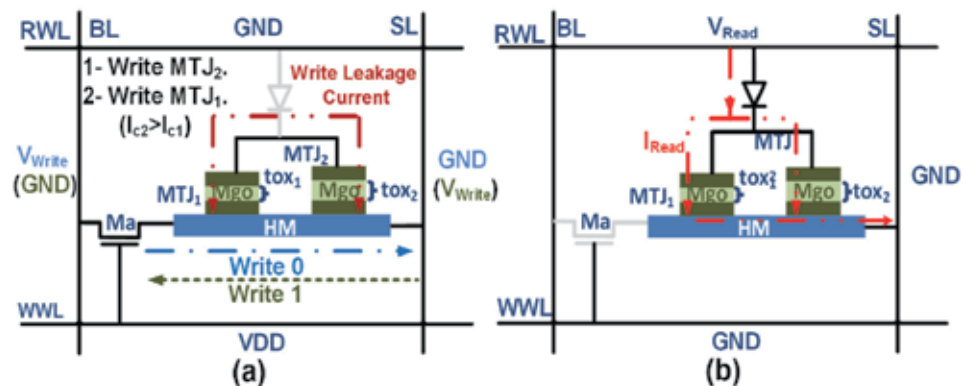 RWL BL GND SL
1- Write MTJ2.
2- Write MTJ1.
(Ic2>Ic1)
Write Leakage
Current
VWrite
(GND)
MTJ2
MTJ1
Mgo
tox1
Mgo
tox2
GND
(VWrite)
Ma
HM
Write 0
Write 1
WWL
VDD
(a)
RWL BL VRead SL
IRead
MTJ
MTJ1
Mgo
tox
Mgo
tox2
GND
Ma
HM
WWL
GND
(b)